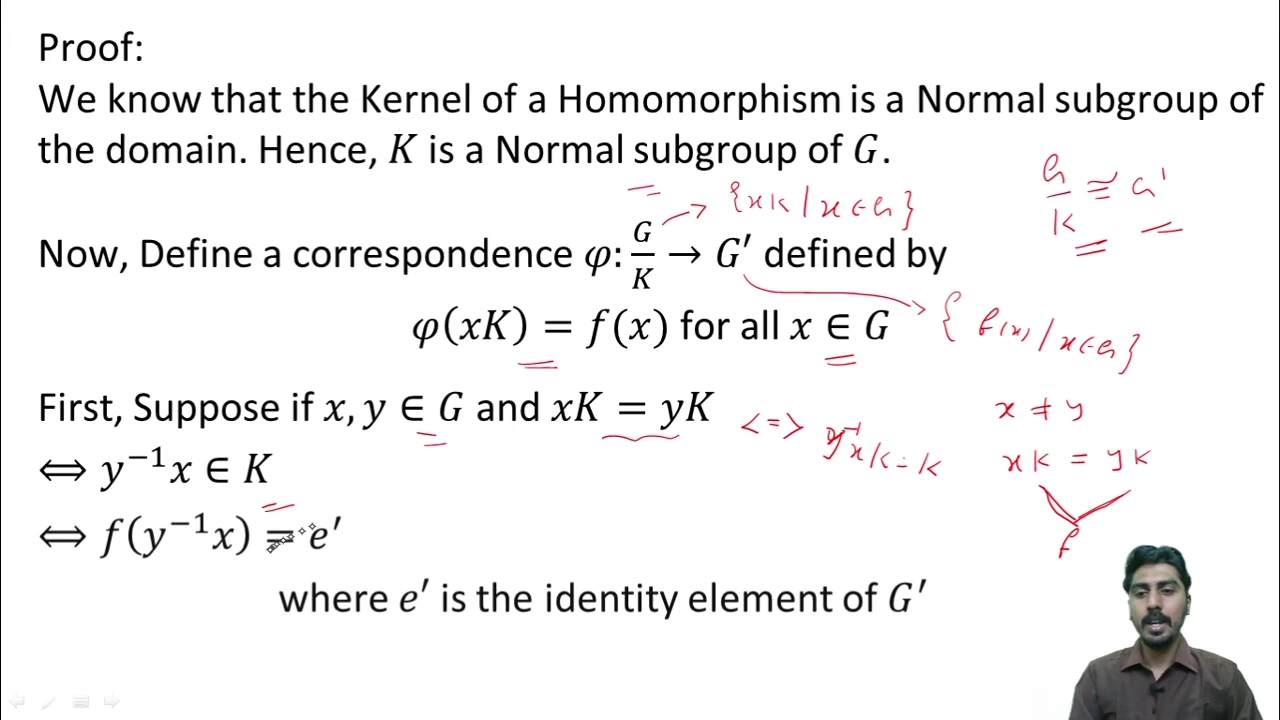 Proof:
We know that the Kernel of a Homomorphism is a Normal subgroup of
the domain. Hence, K is a Normal subgroup of G.
G/K ≅ G′
{xK / x ∈ G}
Now, Define a correspondence φ: G/K → G′ defined by
φ(xK) = f(x) for all x ∈ G
{f(x) / x ∈ G}
First, Suppose if x, y ∈ G and xK = yK
<=> y⁻¹xK = K
x ≠ y
xK = yK
f
⟺ y⁻¹x ∈ K
⟺ f(y⁻¹x) = e′
where e′ is the identity element of G′